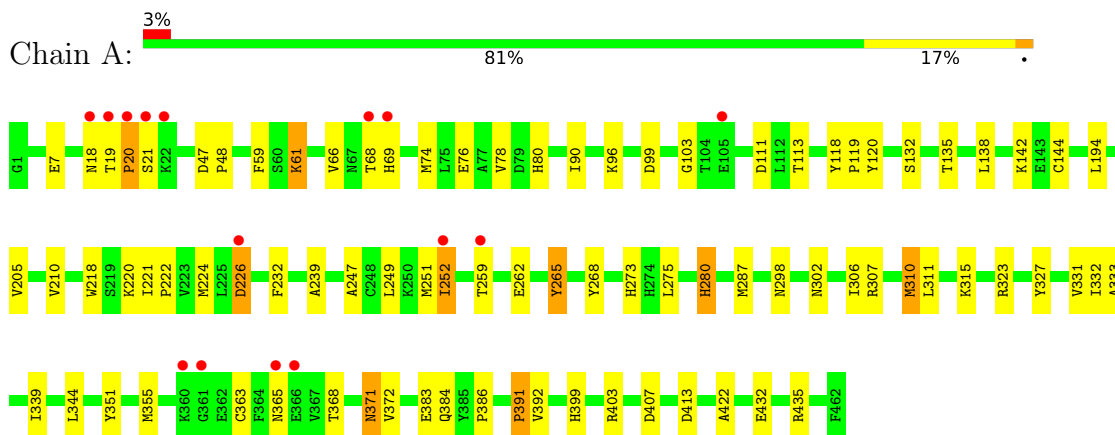 3%
Chain A:
81% 17% •
G1 E7 N18 T19 P20 S21 K22 D47 P48 F59 S60 K61 V66 N67 T68 H69 M74 L75 E76 A77 V78 D79 H80 I90 K96 D99 G103 T104 E105 D111 L112 T113 Y118 P119 Y120 S132 T135 L138 K142 E143 C144 L194
V205 V210 W218 S219 K220 I221 P222 V223 M224 L225 D226 F232 A239 A247 C248 L249 K250 M251 I252 T259 E262 Y265 Y268 H273 H274 L275 H280 M287 N298 N302 I306 R307 M310 L311 K315 R323 Y327 V331 I332 A333
I339 L344 Y351 M355 K360 G361 E362 C363 F364 N365 E366 V367 T368 N371 V372 E383 Q384 Y385 P386 P391 V392 H399 R403 D407 D413 A422 E432 R435 F462